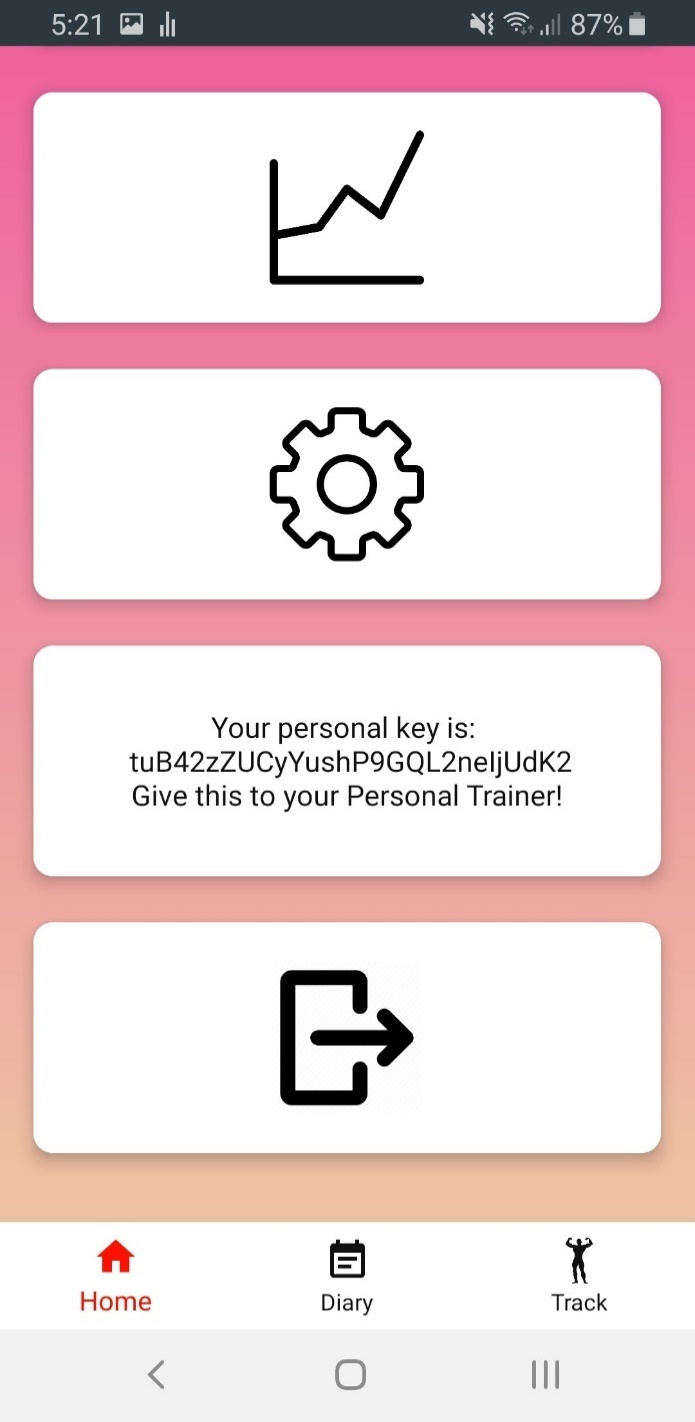 5:21 87%
Your personal key is:
tuB42zZUCyYushP9GQL2neIjUdK2
Give this to your Personal Trainer!
Home Diary Track